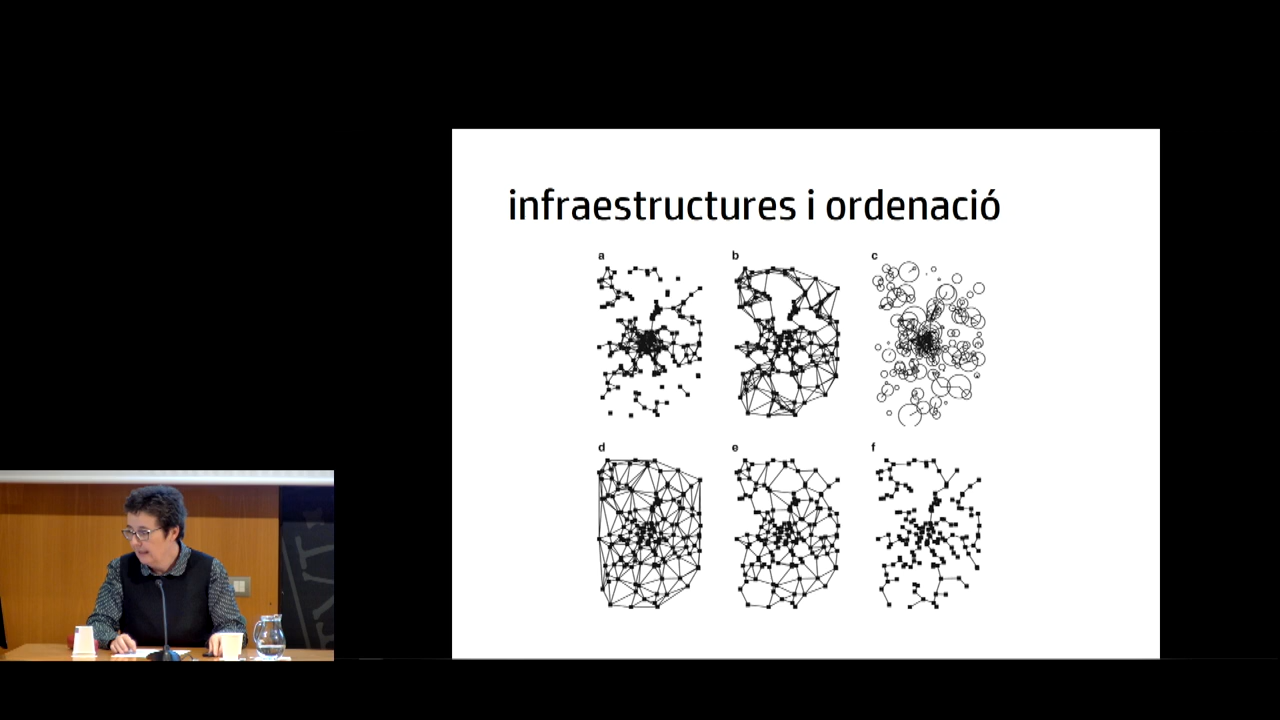 infraestructures i ordenació
a
b
c
d
e
f